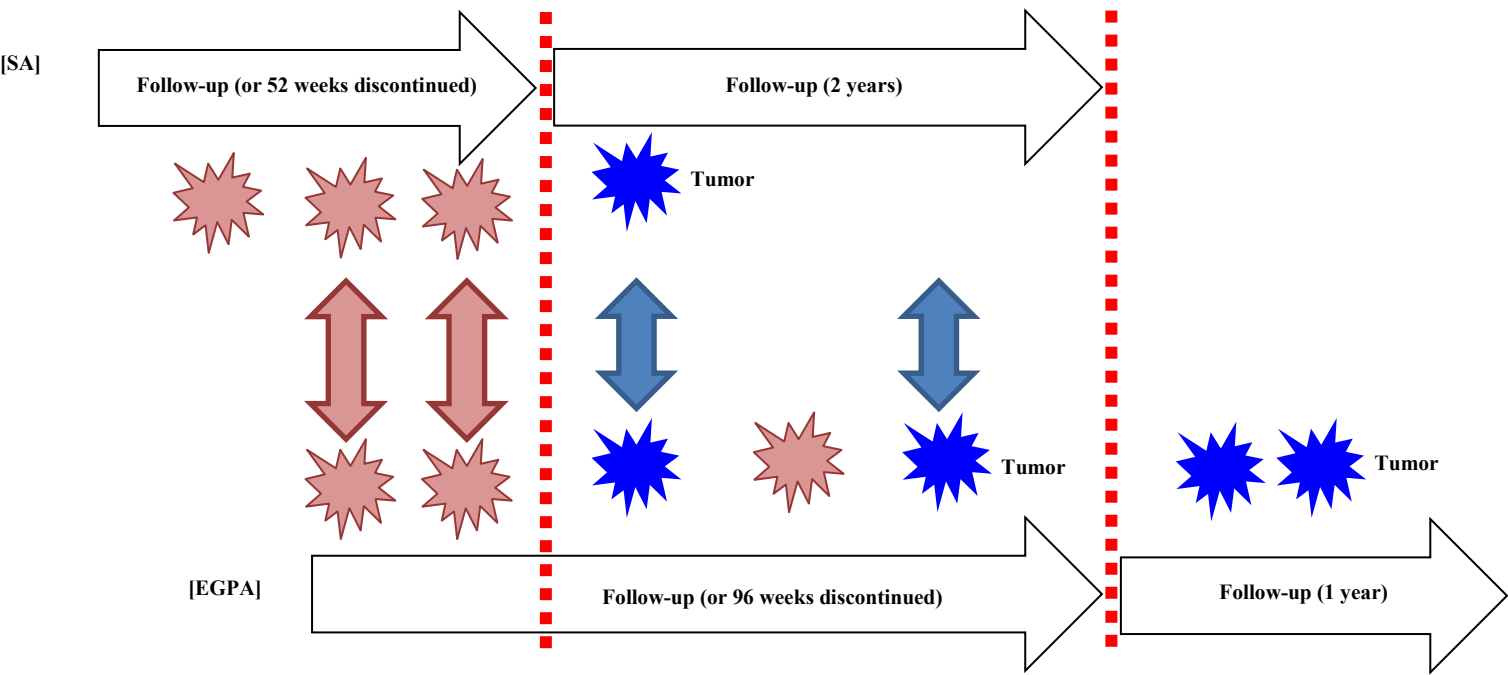 [SA]
Follow-up (or 52 weeks discontinued)
Follow-up (2 years)
Tumor
Tumor
Tumor
[EGPA]
Follow-up (or 96 weeks discontinued)
Follow-up (1 year)